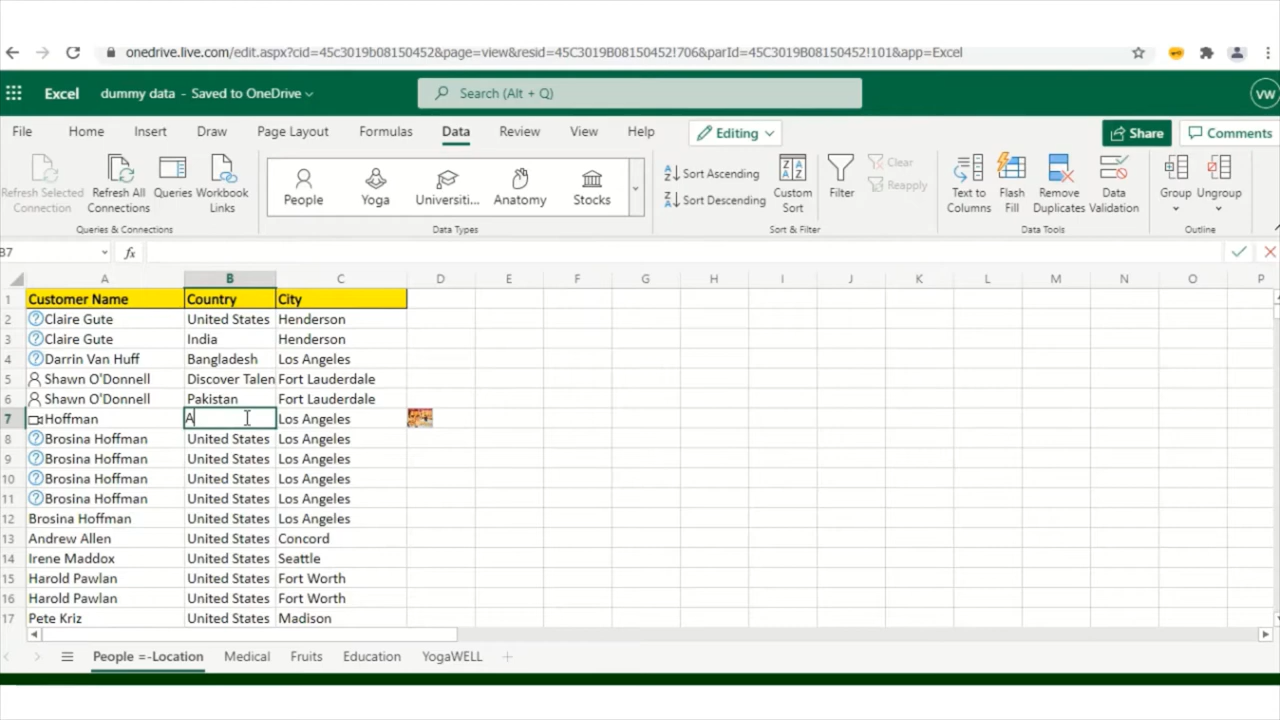 onedrive.live.com/edit.aspx?cid=45c3019b08150452&page=view&resid=45C3019B08150452!706&parId=45C3019B08150452!101&app=Excel
Excel dummy data - Saved to OneDrive Search (Alt + Q) VW
File Home Insert Draw Page Layout Formulas Data Review View Help Editing Share Comments
Refresh Selected Connection
Refresh All Connections
Queries
Workbook Links
People Yoga Universiti... Anatomy Stocks
Sort Ascending
Sort Descending
Custom Sort
Filter
Clear
Reapply
Text to Columns
Flash Fill
Remove Duplicates
Data Validation
Group
Ungroup
Queries & Connections Data Types Sort & Filter Data Tools Outline
B7 fx
A B C D E F G H I J K L M N O P
1 Customer Name Country City
2 Claire Gute United States Henderson
3 Claire Gute India Henderson
4 Darrin Van Huff Bangladesh Los Angeles
5 Shawn O'Donnell Discover Talen Fort Lauderdale
6 Shawn O'Donnell Pakistan Fort Lauderdale
7 Hoffman A Los Angeles
8 Brosina Hoffman United States Los Angeles
9 Brosina Hoffman United States Los Angeles
10 Brosina Hoffman United States Los Angeles
11 Brosina Hoffman United States Los Angeles
12 Brosina Hoffman United States Los Angeles
13 Andrew Allen United States Concord
14 Irene Maddox United States Seattle
15 Harold Pawlan United States Fort Worth
16 Harold Pawlan United States Fort Worth
17 Pete Kriz United States Madison
People =-Location Medical Fruits Education YogaWELL